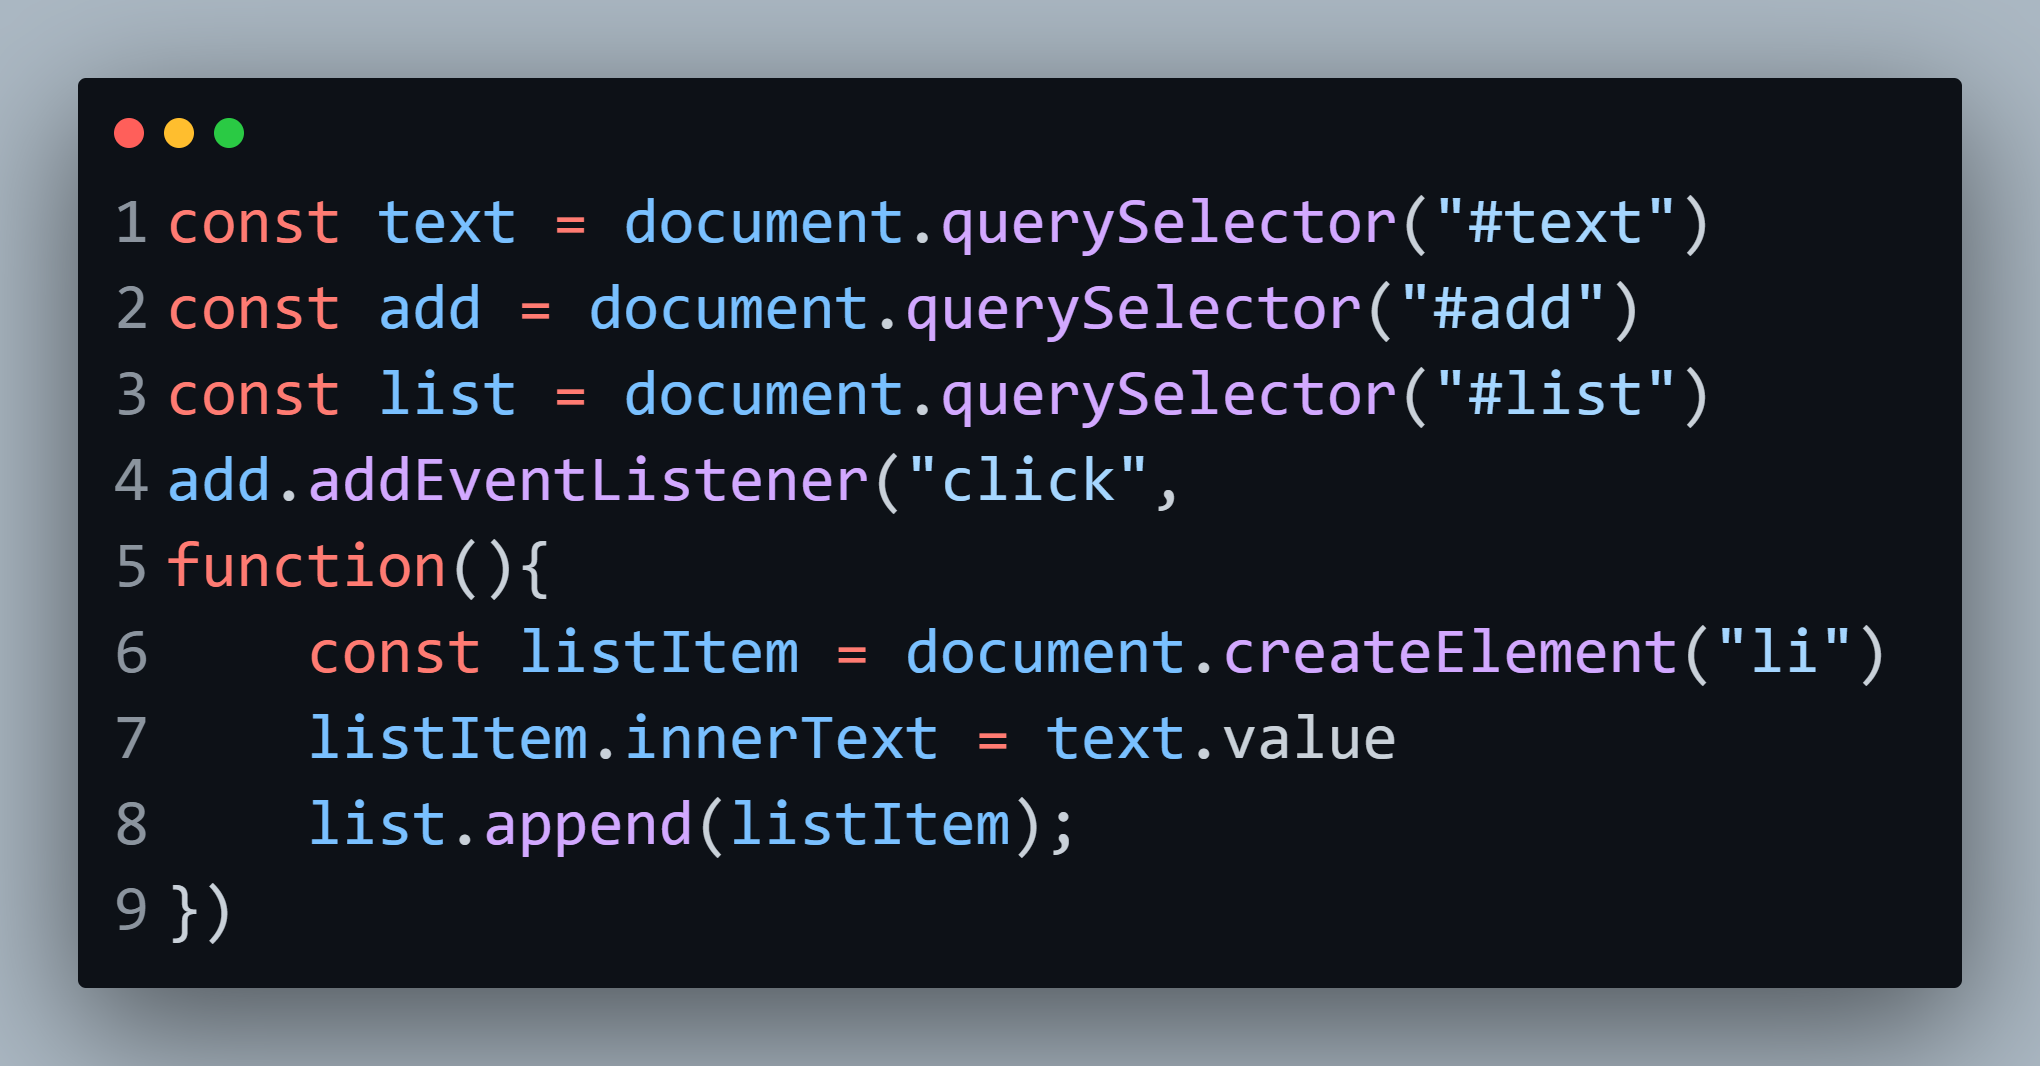 1 const text = document.querySelector("#text")
2 const add = document.querySelector("#add")
3 const list = document.querySelector("#list")
4 add.addEventListener("click",
5 function(){
6     const listItem = document.createElement("li")
7     listItem.innerText = text.value
8     list.append(listItem);
9 })